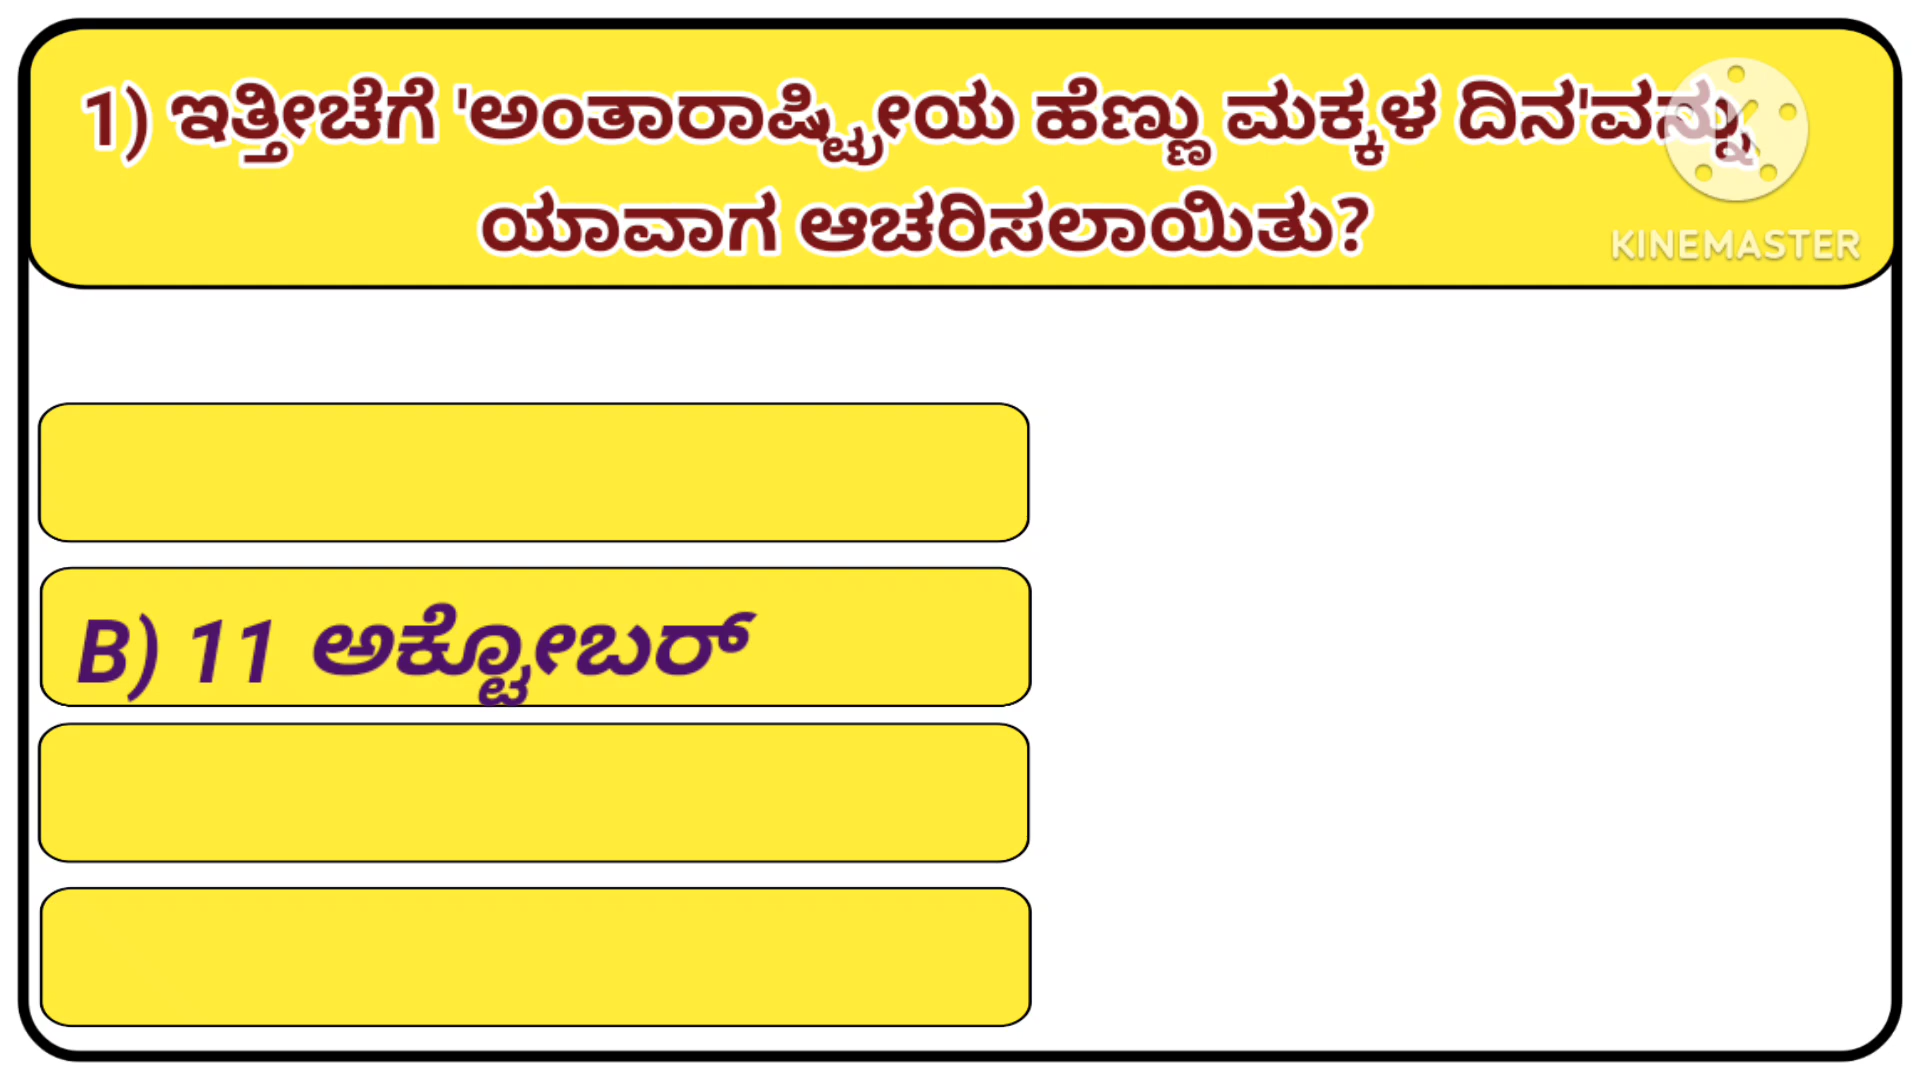 1) ಇತ್ತೀಚೆಗೆ 'ಅಂತಾರಾಷ್ಟ್ರೀಯ ಹೆಣ್ಣು ಮಕ್ಕಳ ದಿನ'ವನ್ನು
ಯಾವಾಗ ಆಚರಿಸಲಾಯಿತು?
KINEMASTER
B) 11 ಅಕ್ಟೋಬರ್